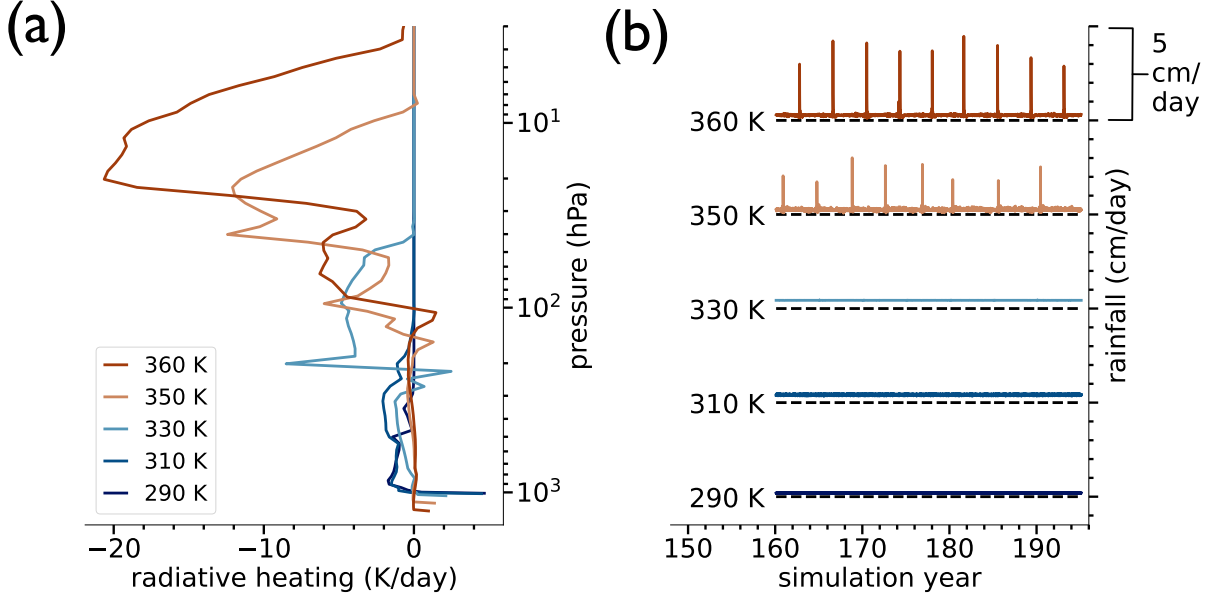 (a)
10¹
10²
10³
pressure (hPa)
360 K
350 K
330 K
310 K
290 K
−20
−10
0
radiative heating (K/day)
(b)
5
cm/
day
360 K
350 K
330 K
310 K
290 K
rainfall (cm/day)
150
160
170
180
190
simulation year